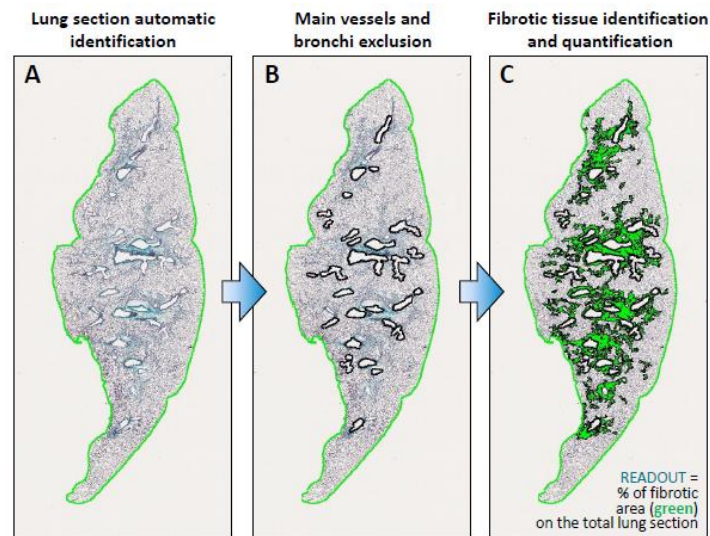 Lung section automatic
identification
Main vessels and
bronchi exclusion
Fibrotic tissue identification
and quantification
A
B
C
READOUT =
% of fibrotic
area (green)
on the total lung section